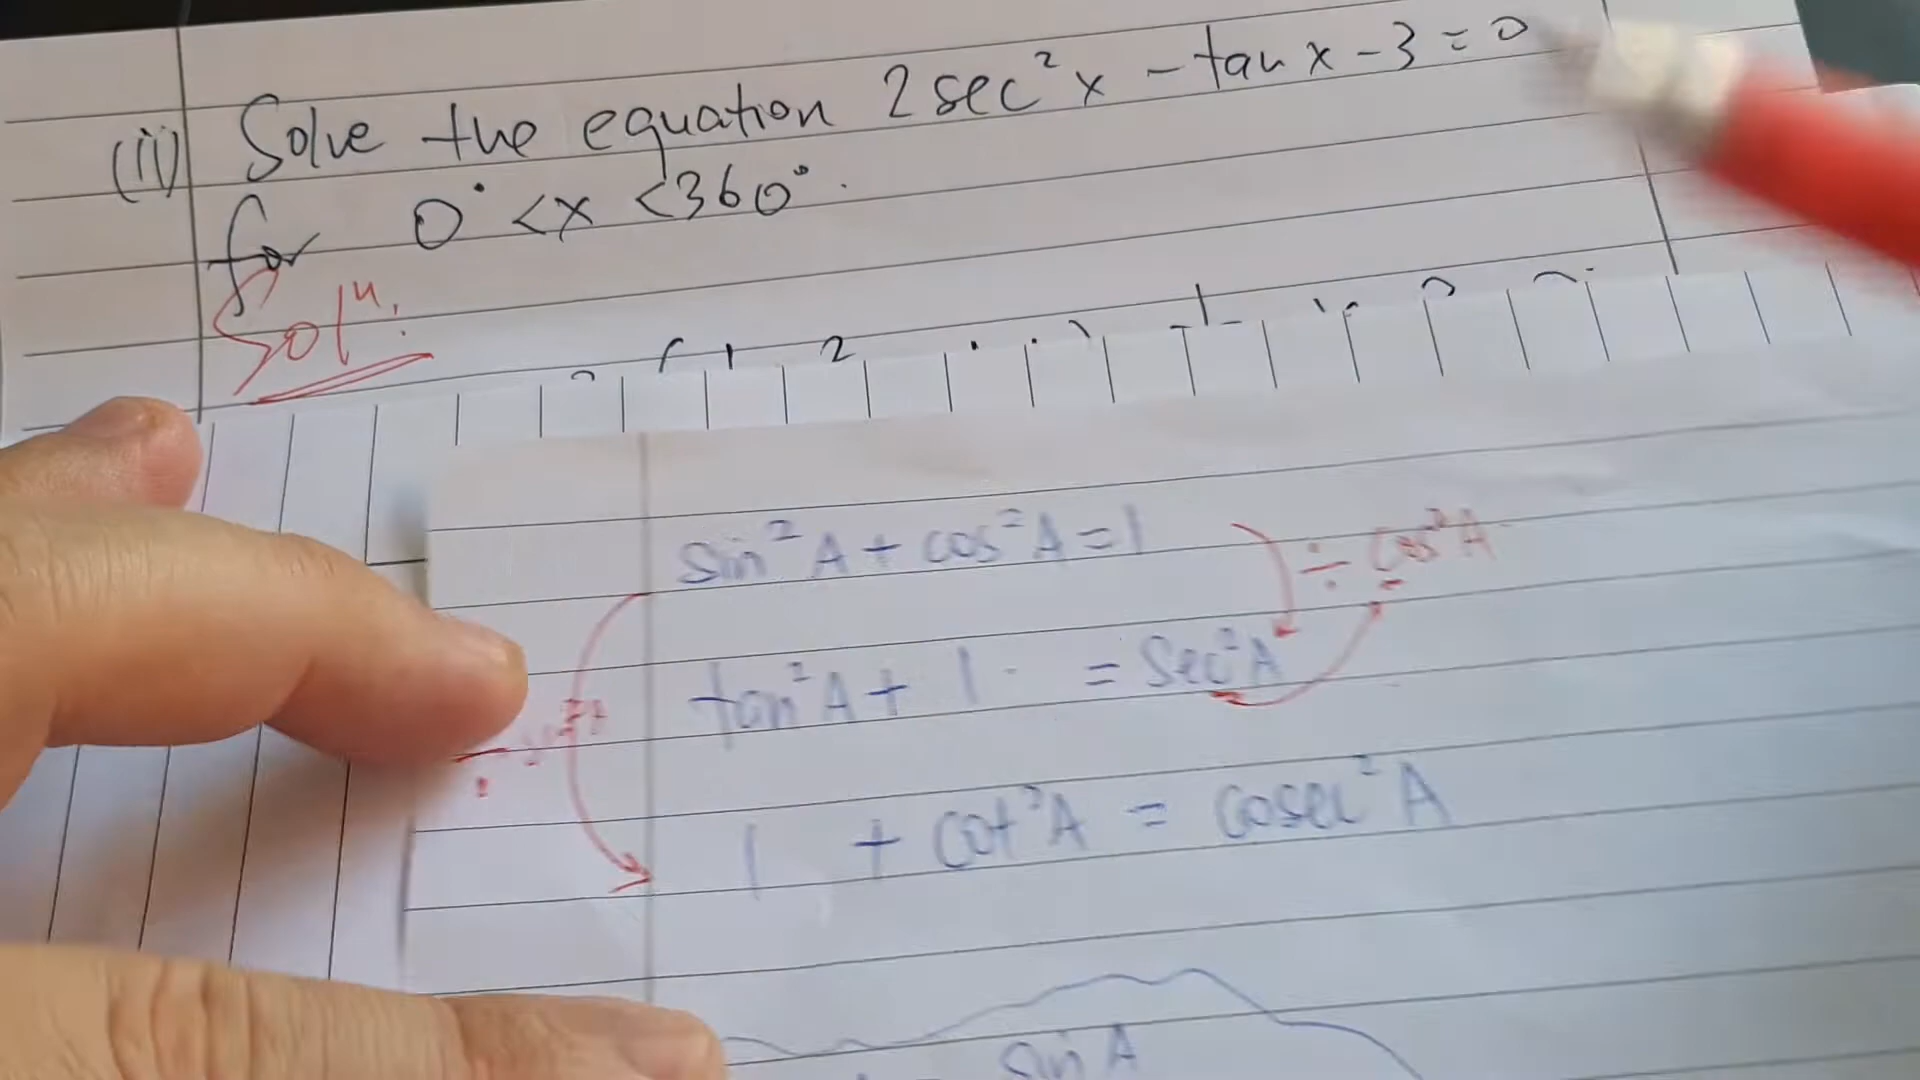 (ii) Solve the equation 2sec²x - tan x - 3 = 0
for 0° < x < 360°.
Solⁿ:
sin²A + cos²A = 1
÷ cos²A
tan²A + 1 = sec²A
1 + cot²A = cosec²A
sin A